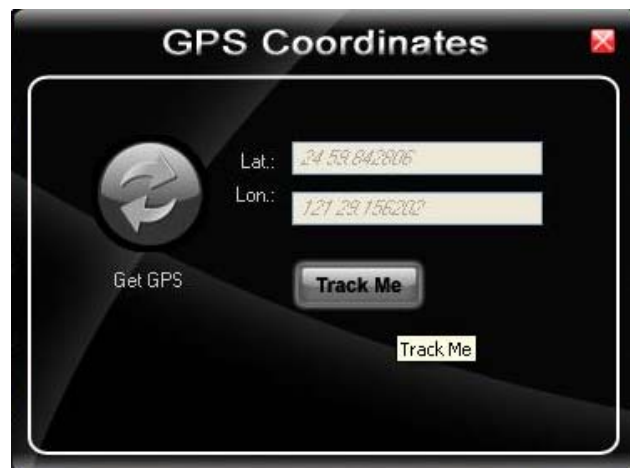 GPS Coordinates
Lat.: 24 59.842806
Lon.: 121 29.156202
Get GPS
Track Me
Track Me